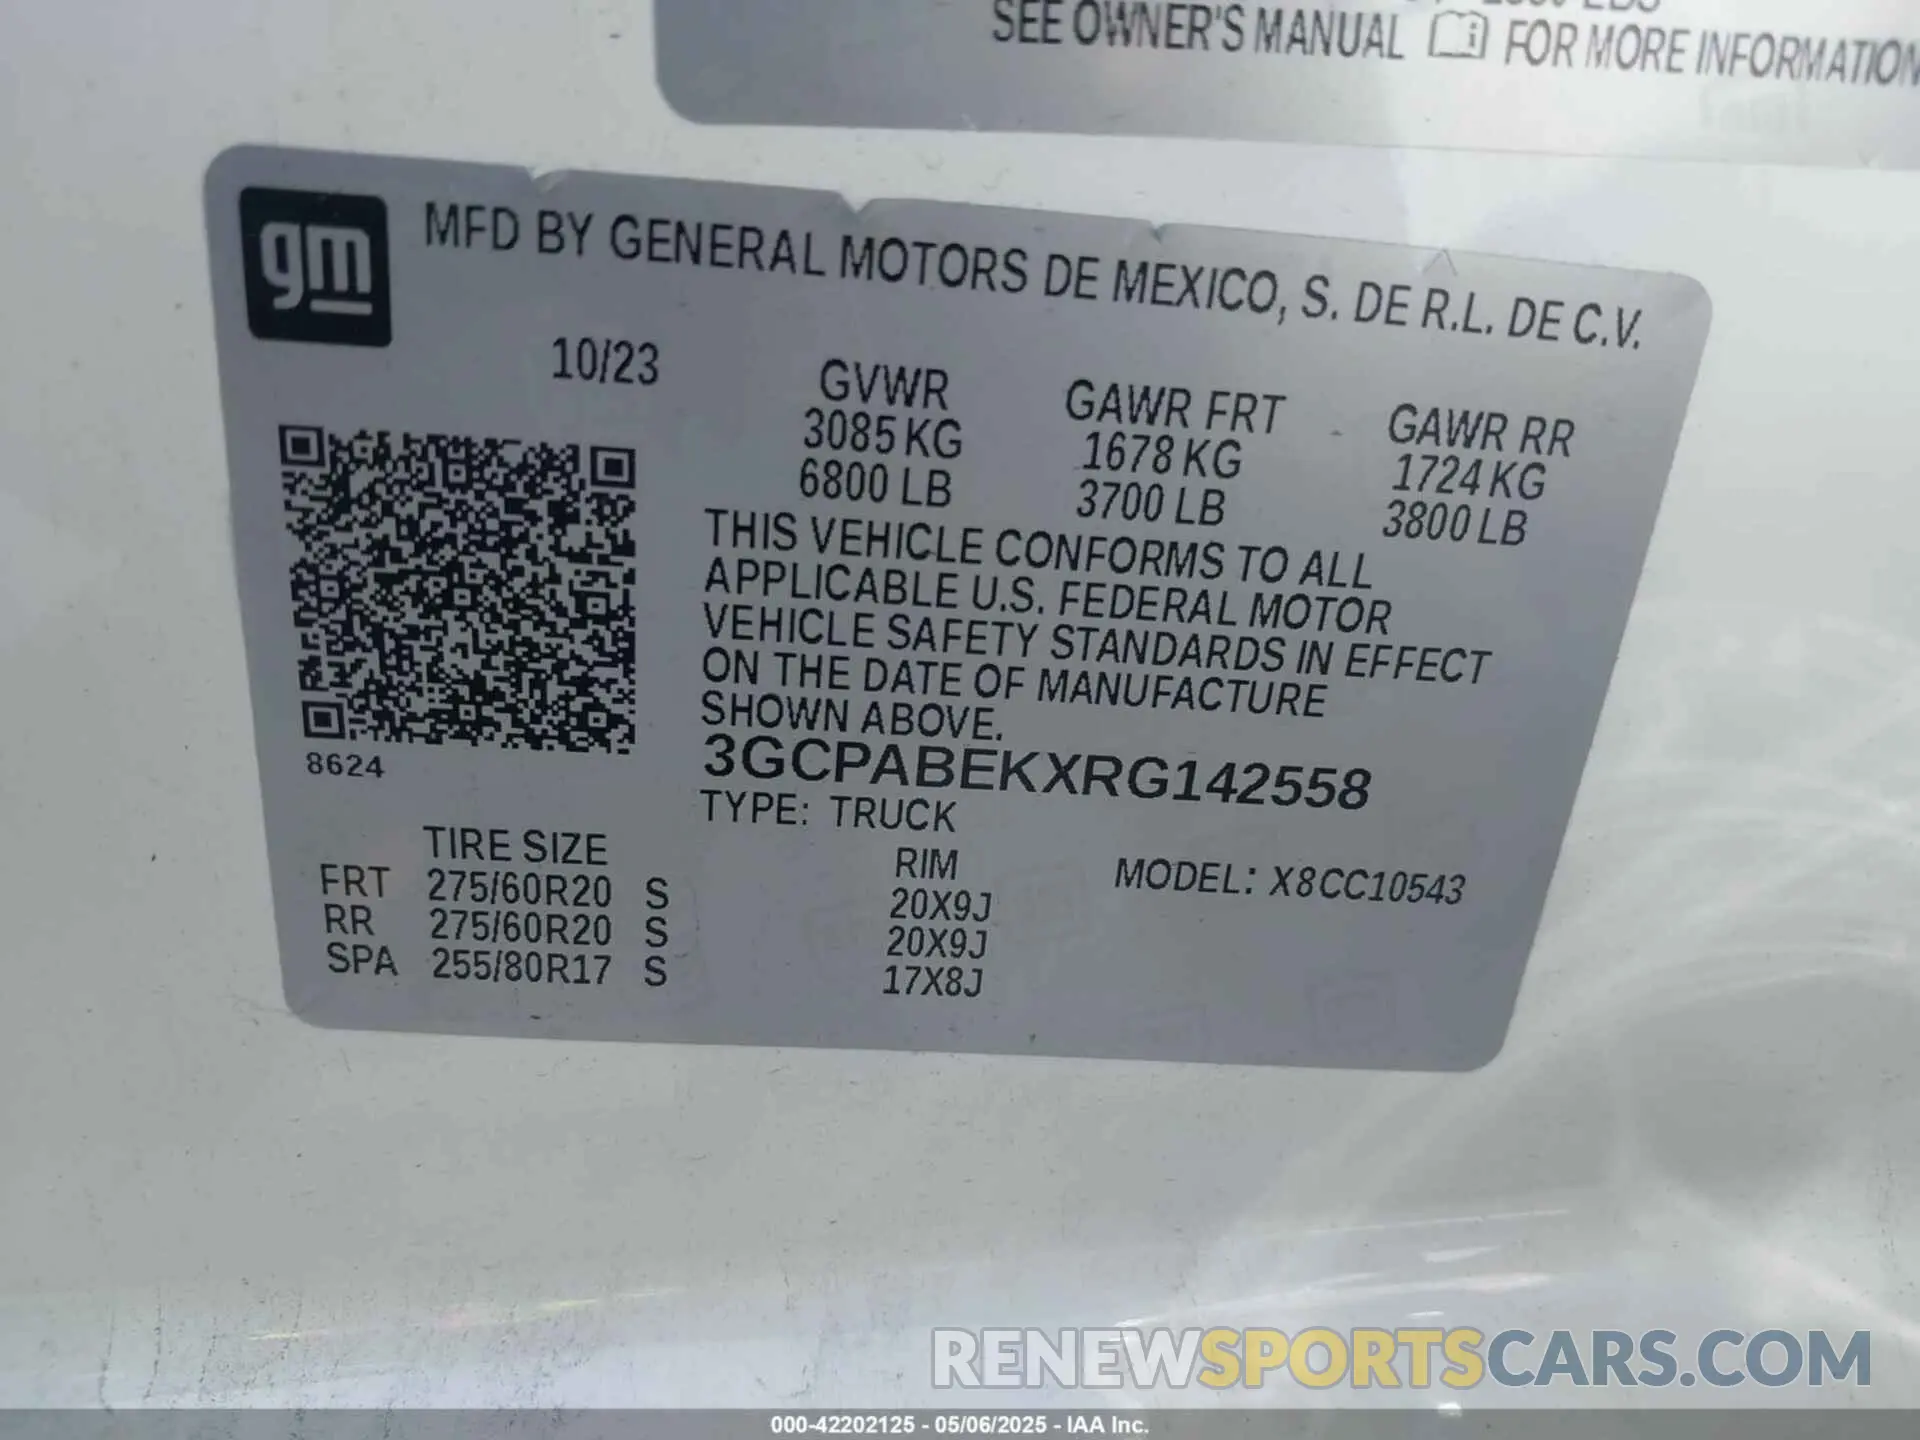 SEE OWNER'S MANUAL FOR MORE INFORMATION
gm
MFD BY GENERAL MOTORS DE MEXICO, S. DE R.L. DE C.V.
10/23
GVWR GAWR FRT GAWR RR
3085 KG 1678 KG 1724 KG
6800 LB 3700 LB 3800 LB
THIS VEHICLE CONFORMS TO ALL
APPLICABLE U.S. FEDERAL MOTOR
VEHICLE SAFETY STANDARDS IN EFFECT
ON THE DATE OF MANUFACTURE
SHOWN ABOVE.
3GCPABEKXRG142558
8624
TYPE: TRUCK
TIRE SIZE RIM MODEL: X8CC10543
FRT 275/60R20 S 20X9J
RR 275/60R20 S 20X9J
SPA 255/80R17 S 17X8J
RENEWSPORTSCARS.COM
000-42202125 - 05/06/2025 - IAA Inc.